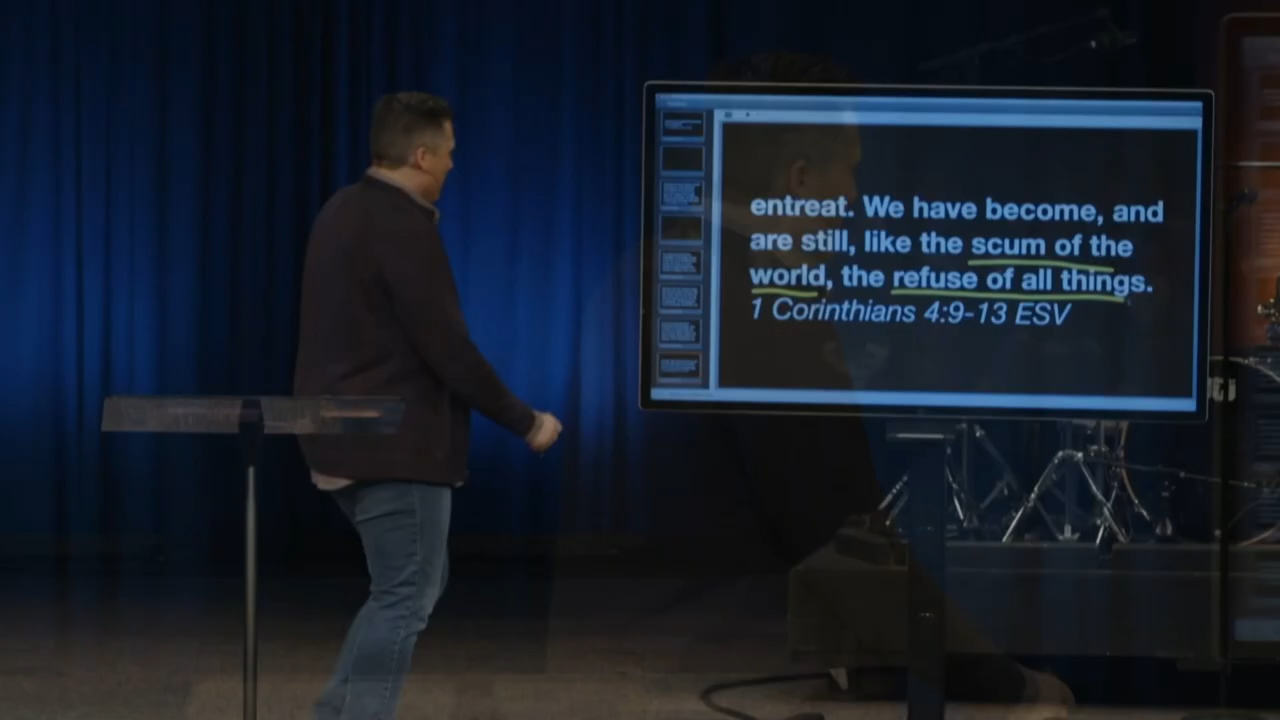 entreat. We have become, and
are still, like the scum of the
world, the refuse of all things.
1 Corinthians 4:9-13 ESV